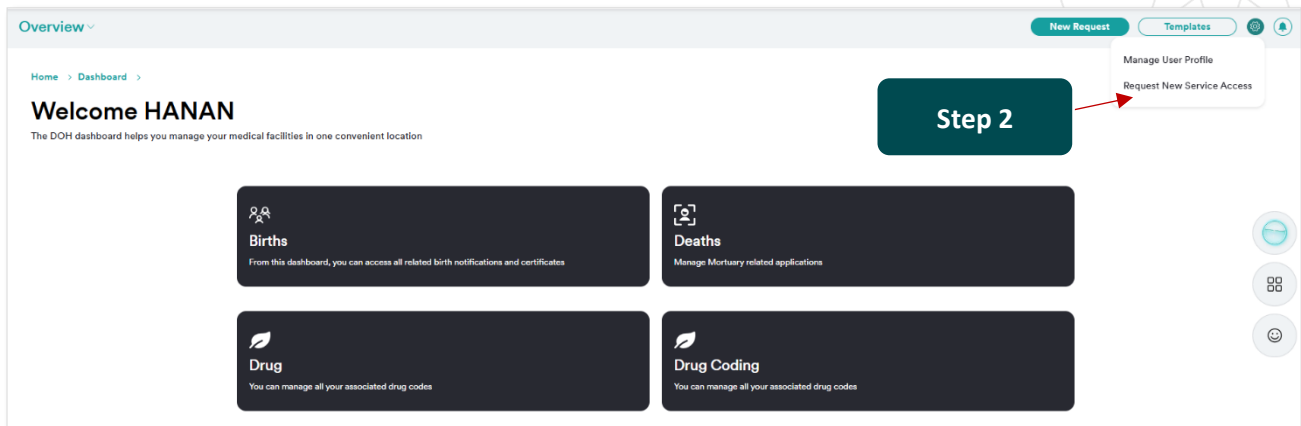 Overview
New Request
Templates
Manage User Profile
Request New Service Access
Home > Dashboard >
Welcome HANAN
The DOH dashboard helps you manage your medical facilities in one convenient location
Step 2
Births
From this dashboard, you can access all related birth notifications and certificates
Deaths
Manage Mortuary related applications
Drug
You can manage all your associated drug codes
Drug Coding
You can manage all your associated drug codes